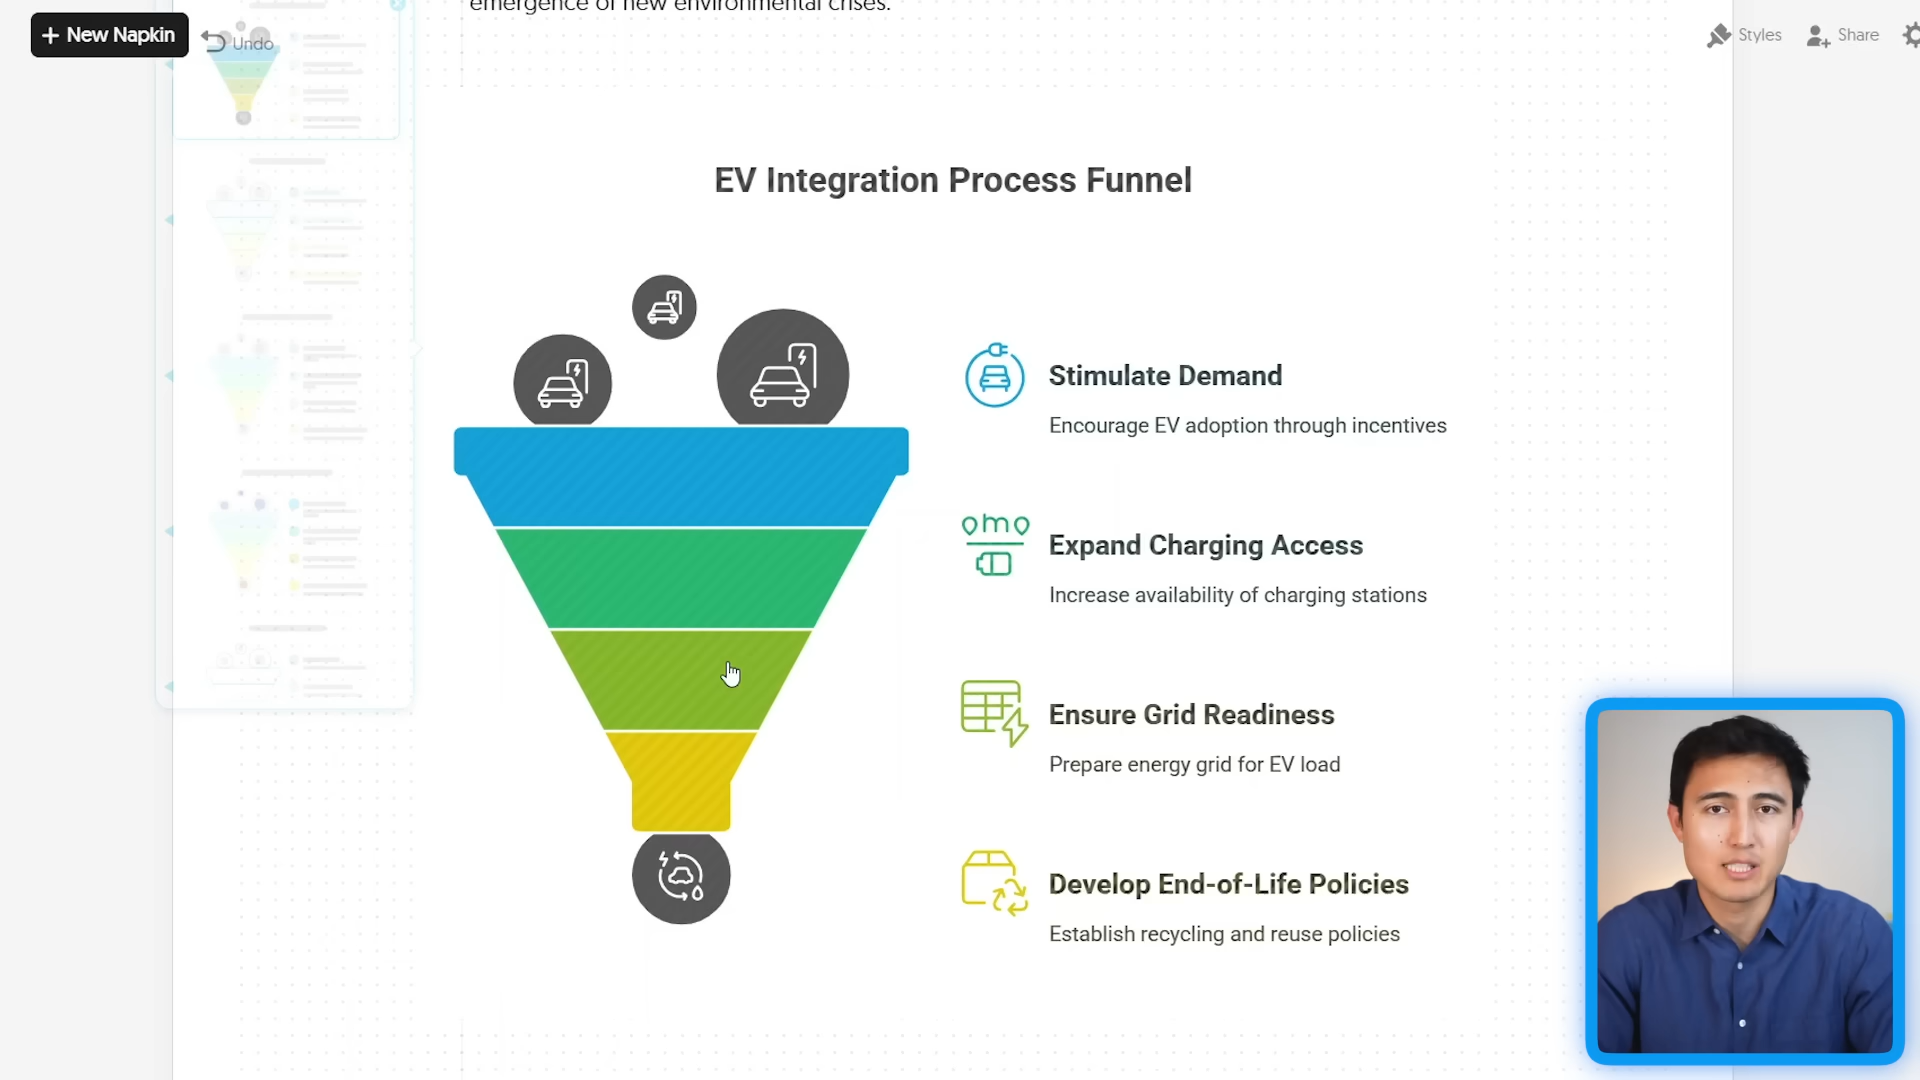 emergence of new environmental crises.
+ New Napkin
Undo
Styles
Share
EV Integration Process Funnel
Stimulate Demand
Encourage EV adoption through incentives
Expand Charging Access
Increase availability of charging stations
Ensure Grid Readiness
Prepare energy grid for EV load
Develop End-of-Life Policies
Establish recycling and reuse policies